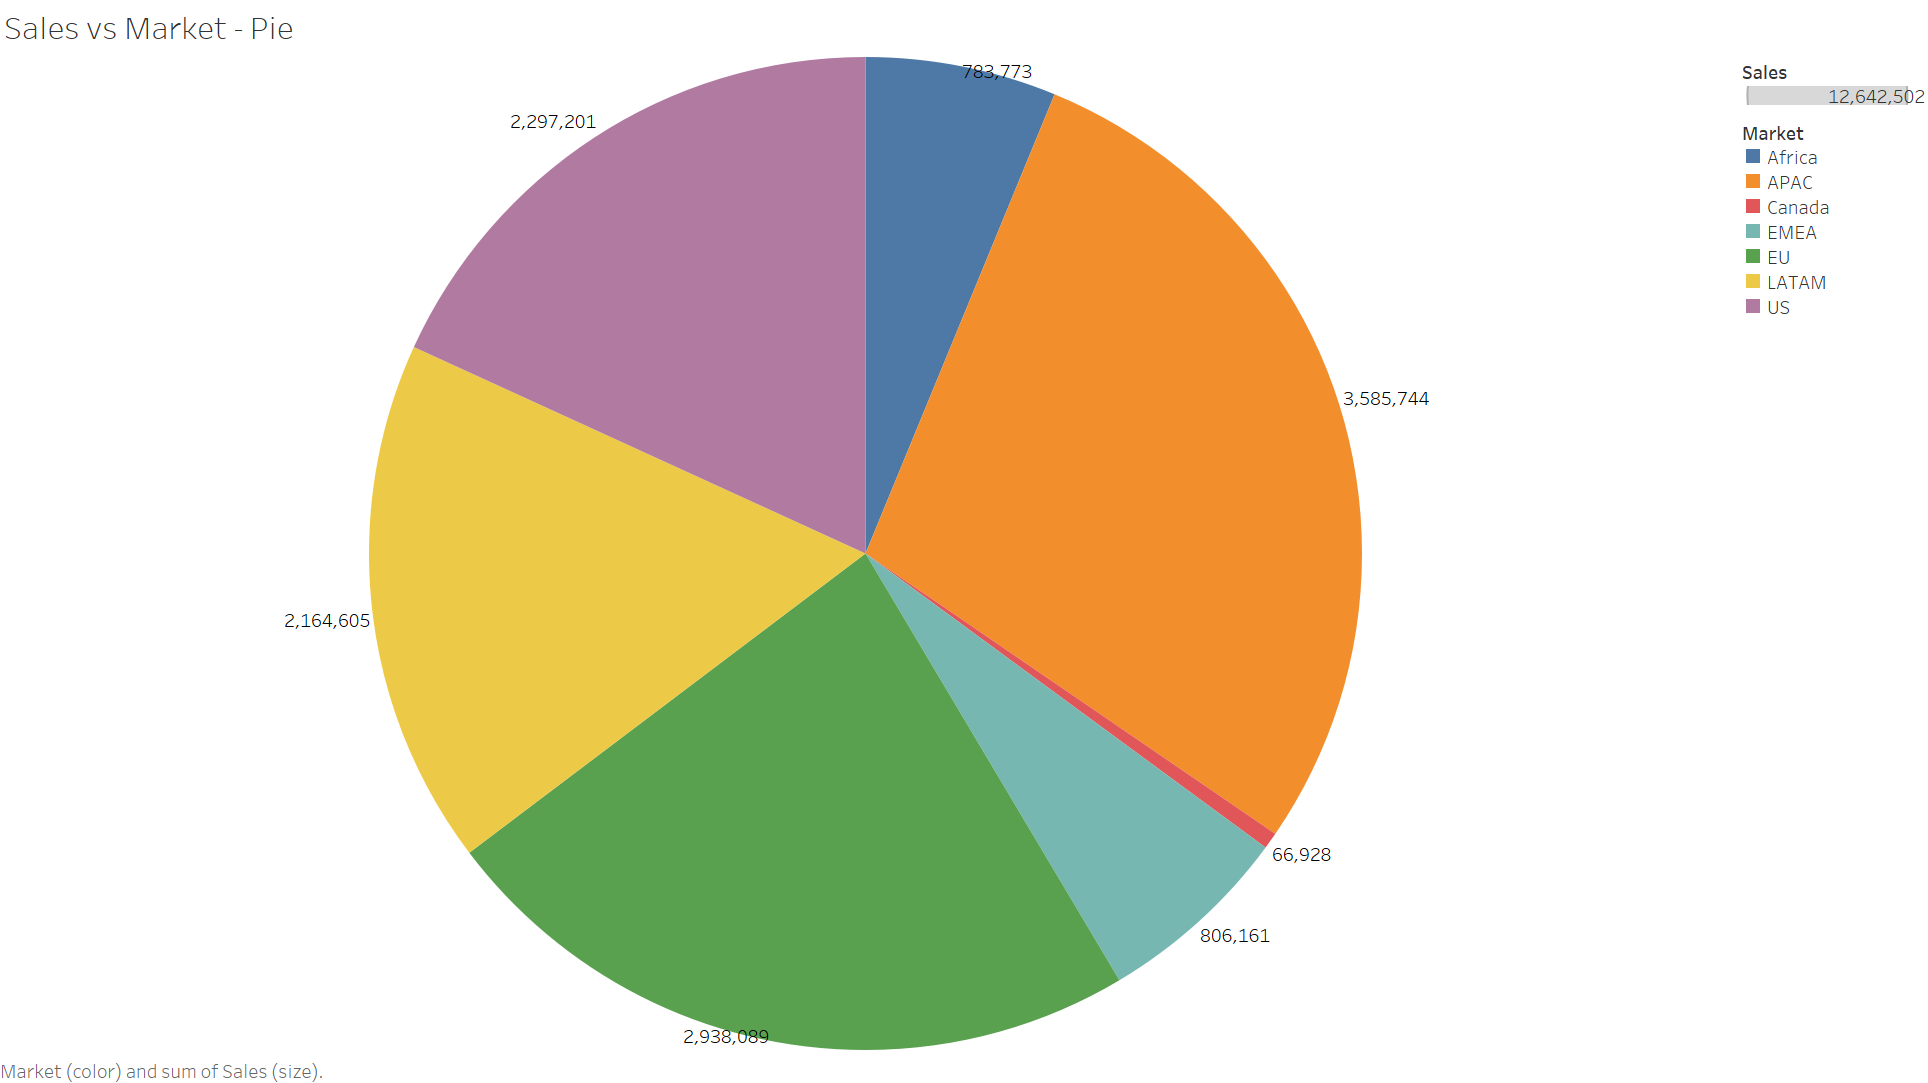 Sales vs Market - Pie
783,773
2,297,201
3,585,744
2,164,605
66,928
806,161
2,938,089
Sales
12,642,502
Market
Africa
APAC
Canada
EMEA
EU
LATAM
US
Market (color) and sum of Sales (size).